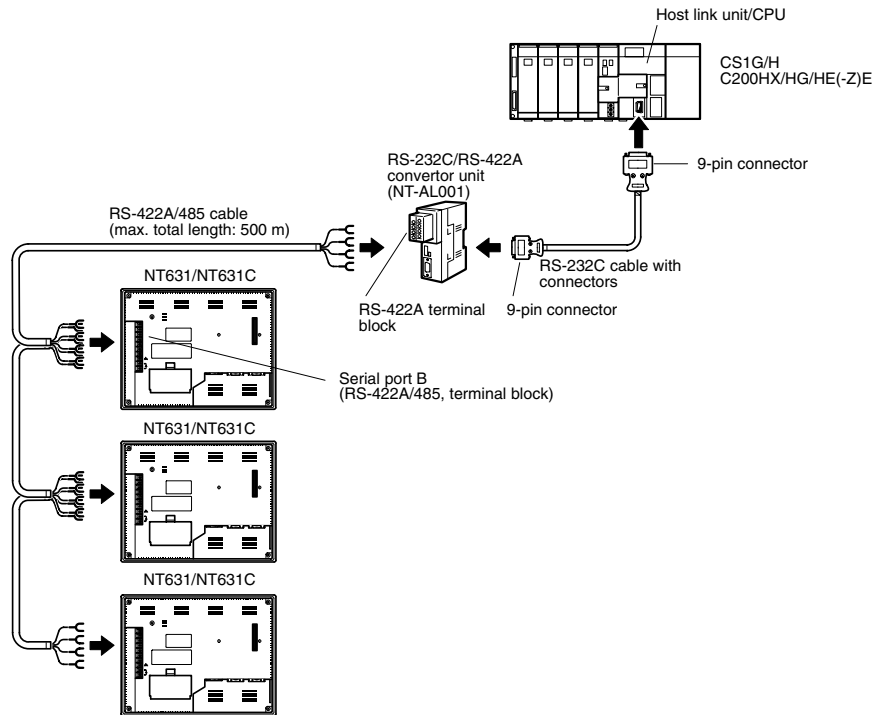 Host link unit/CPU
CS1G/H
C200HX/HG/HE(-Z)E
9-pin connector
RS-232C/RS-422A
convertor unit
(NT-AL001)
RS-422A/485 cable
(max. total length: 500 m)
RS-232C cable with
connectors
NT631/NT631C
RS-422A terminal
block
9-pin connector
Serial port B
(RS-422A/485, terminal block)
NT631/NT631C
NT631/NT631C